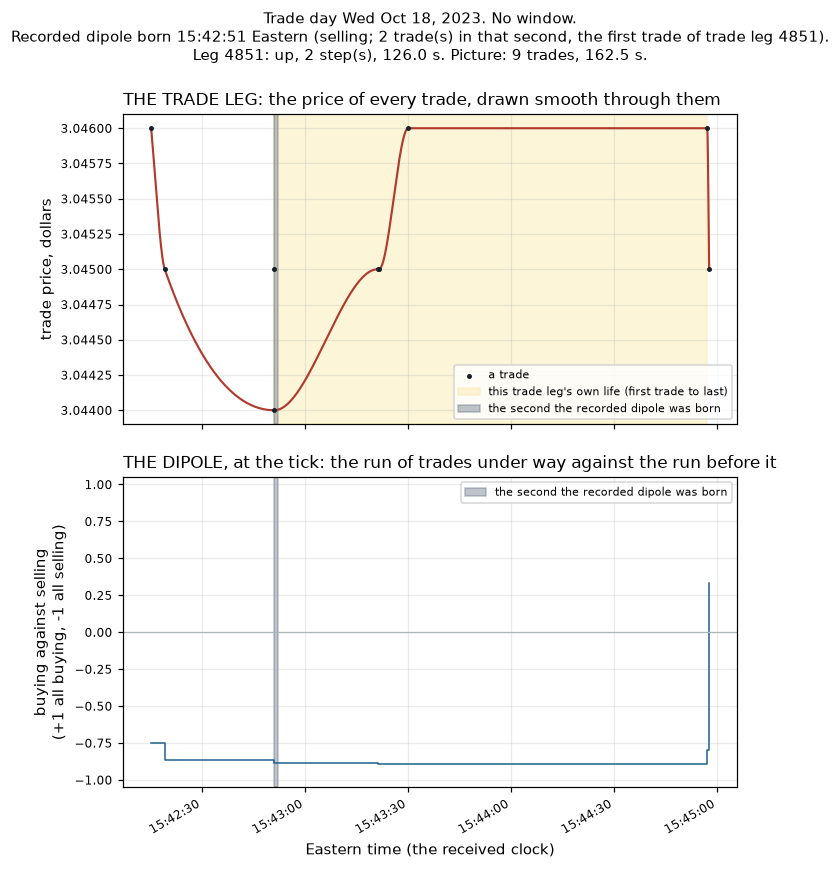 Trade day Wed Oct 18, 2023. No window.
Recorded dipole born 15:42:51 Eastern (selling; 2 trade(s) in that second, the first trade of trade leg 4851).
Leg 4851: up, 2 step(s), 126.0 s. Picture: 9 trades, 162.5 s.
THE TRADE LEG: the price of every trade, drawn smooth through them
trade price, dollars
3.04600
3.04575
3.04550
3.04525
3.04500
3.04475
3.04450
3.04425
3.04400
a trade
this trade leg's own life (first trade to last)
the second the recorded dipole was born
THE DIPOLE, at the tick: the run of trades under way against the run before it
buying against selling
(+1 all buying, -1 all selling)
1.00
0.75
0.50
0.25
0.00
−0.25
−0.50
−0.75
−1.00
the second the recorded dipole was born
15:42:30
15:43:00
15:43:30
15:44:00
15:44:30
15:45:00
Eastern time (the received clock)